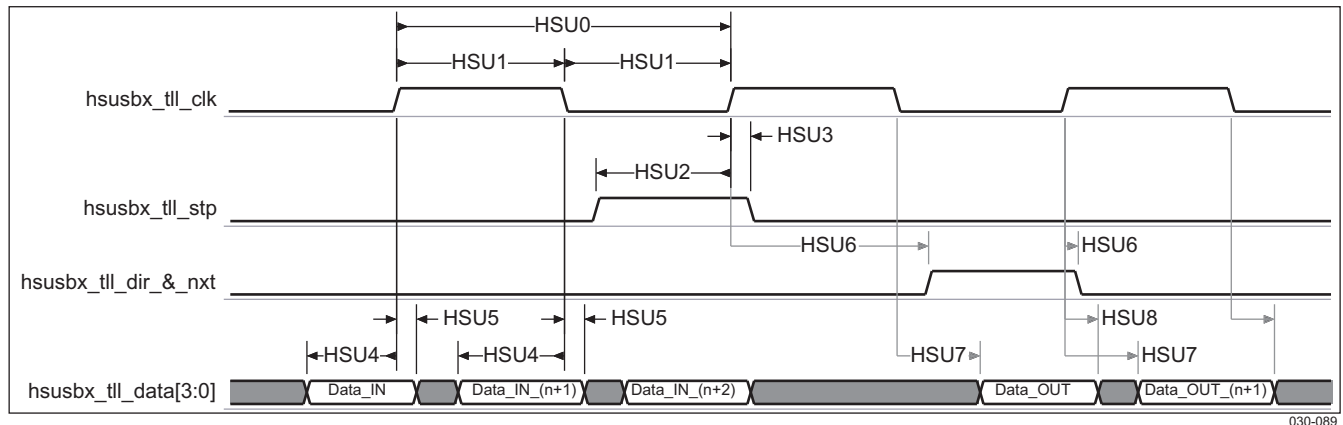 HSU0
HSU1 HSU1
hsusbx_tll_clk
HSU3
HSU2
hsusbx_tll_stp
HSU6 HSU6
hsusbx_tll_dir_&_nxt
HSU5 HSU5 HSU8
HSU4 HSU4 HSU7 HSU7
hsusbx_tll_data[3:0] Data_IN Data_IN_(n+1) Data_IN_(n+2) Data_OUT Data_OUT_(n+1)
030-089